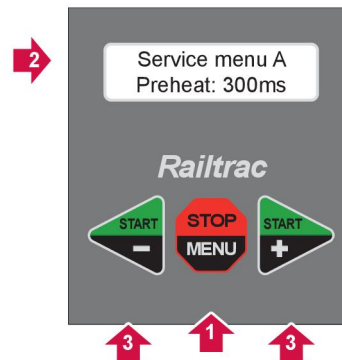 2
Service menu A
Preheat: 300ms
Railtrac
START
-
STOP
MENU
START
+
3
1
3